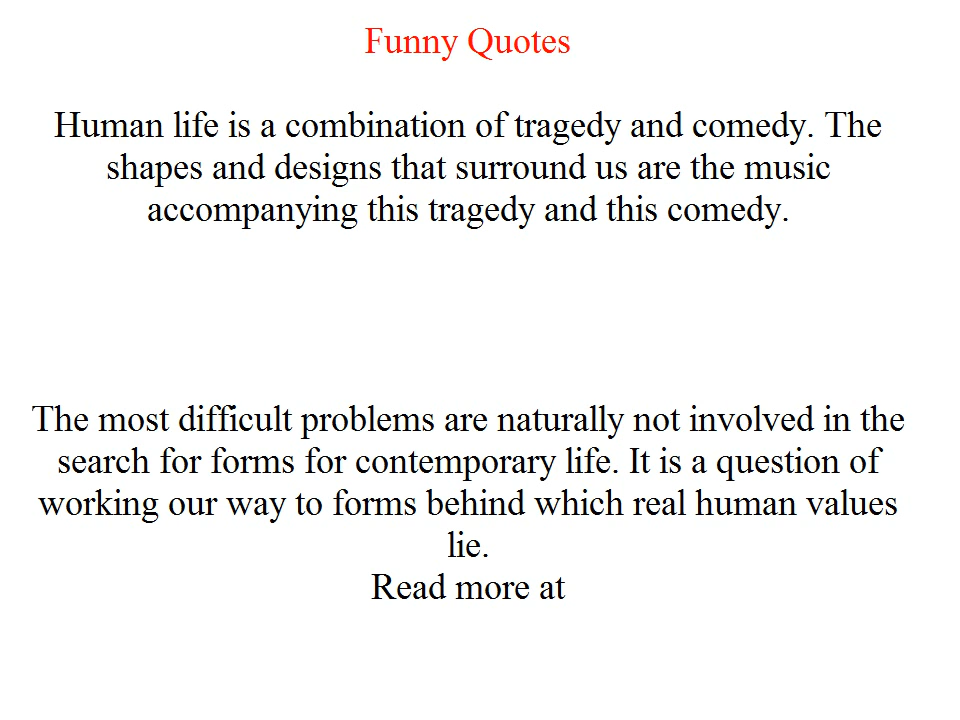 Funny Quotes
Human life is a combination of tragedy and comedy. The
shapes and designs that surround us are the music
accompanying this tragedy and this comedy.
The most difficult problems are naturally not involved in the
search for forms for contemporary life. It is a question of
working our way to forms behind which real human values
lie.
Read more at